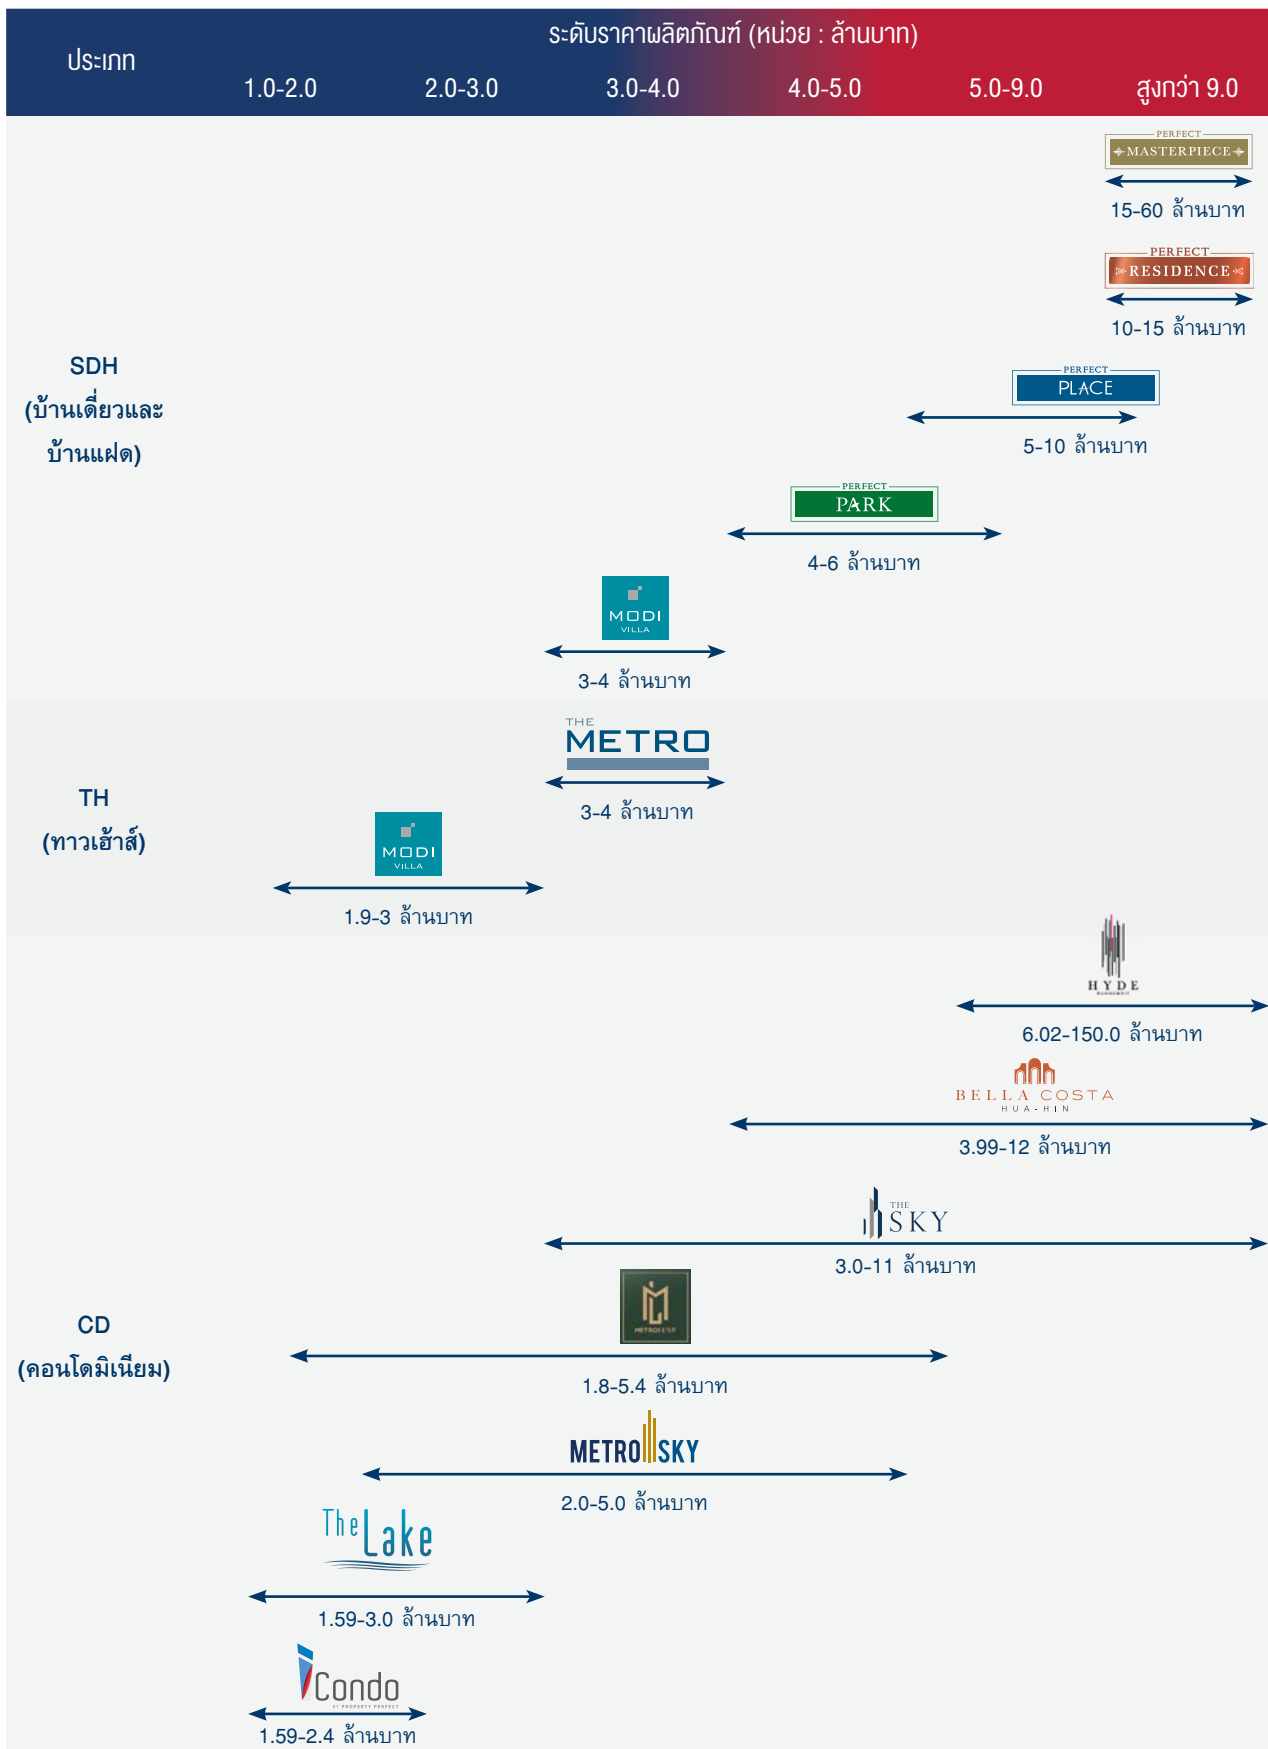 ประเภท
ระดับราคาผลิตภัณฑ์ (หน่วย : ล้านบาท)
1.0-2.0 2.0-3.0 3.0-4.0 4.0-5.0 5.0-9.0 สูงกว่า 9.0
PERFECT
MASTERPIECE
15-60 ล้านบาท
PERFECT
RESIDENCE
10-15 ล้านบาท
SDH
(บ้านเดี่ยวและ
บ้านแฝด)
PERFECT
PLACE
5-10 ล้านบาท
PERFECT
PARK
4-6 ล้านบาท
MODI
VILLA
3-4 ล้านบาท
TH
(ทาวเฮ้าส์)
THE
METRO
3-4 ล้านบาท
MODI
VILLA
1.9-3 ล้านบาท
HYDE
6.02-150.0 ล้านบาท
BELLA COSTA
HUA-HIN
3.99-12 ล้านบาท
THE
SKY
3.0-11 ล้านบาท
CD
(คอนโดมิเนียม)
METROLUXE
1.8-5.4 ล้านบาท
METRO SKY
2.0-5.0 ล้านบาท
The Lake
1.59-3.0 ล้านบาท
iCondo
BY PROPERTY PERFECT
1.59-2.4 ล้านบาท